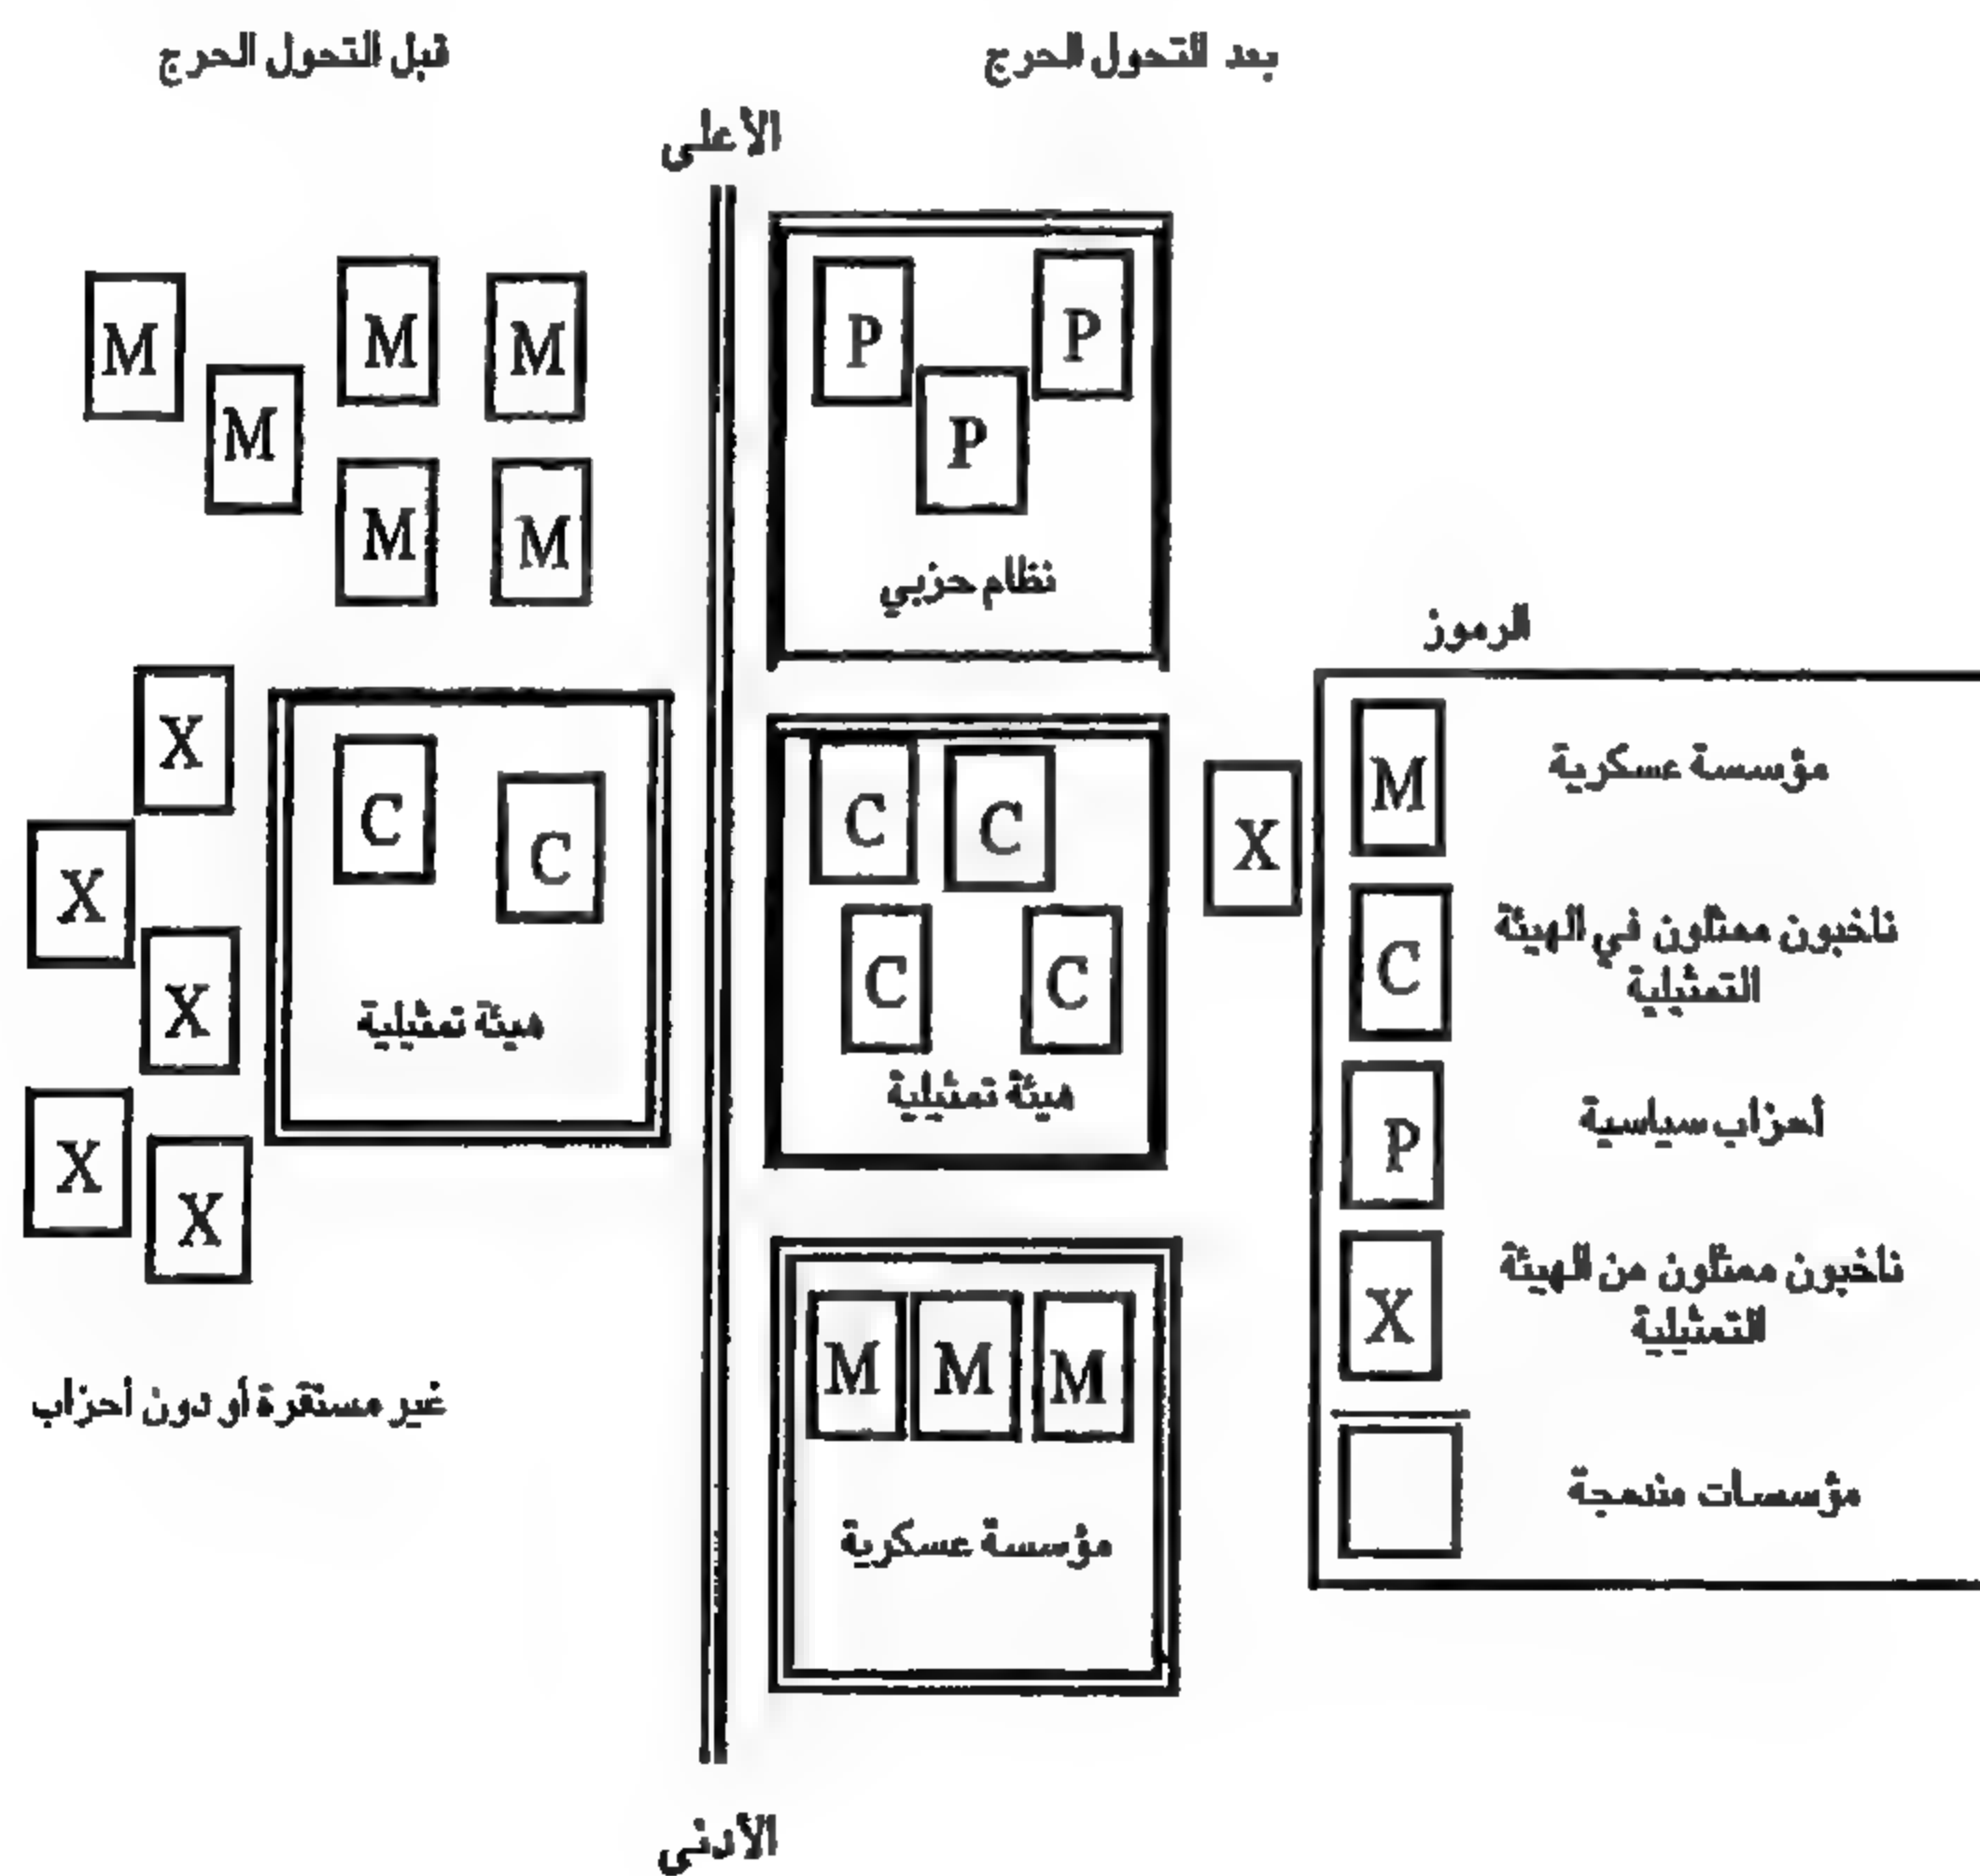 قبل التحول الحرج
بعد التحول الحرج
الأعلى
M
M
M
M
M
M
P
P
P
نظام حزبي
X
X
X
X
X
C
C
هيئة تمثيلية
غير مستقرة أو دون أحزاب
C
C
C
C
هيئة تمثيلية
X
M
M
M
مؤسسة عسكرية
الأدنى
الرموز
M مؤسسة عسكرية
C ناخبون ممثلون في الهيئة
التمثيلية
P أحزاب سياسية
X ناخبون ممثلون من الهيئة
التمثيلية
مؤسسات مندمجة